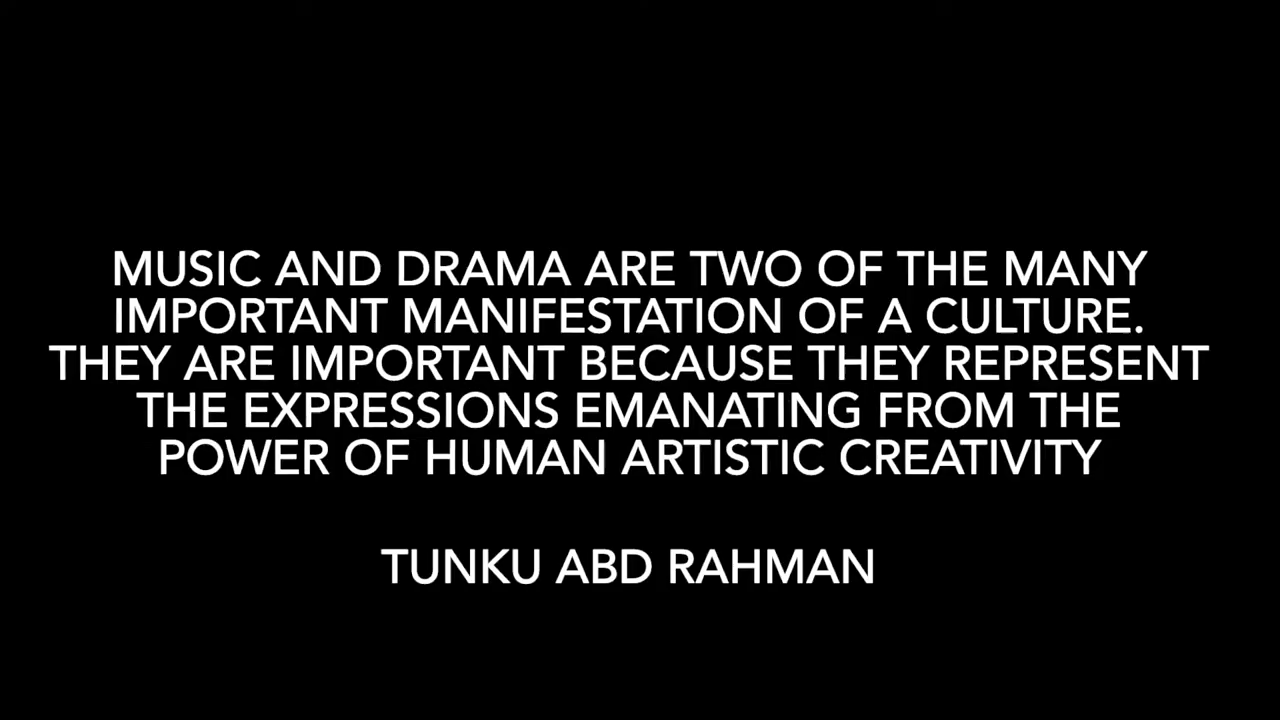 MUSIC AND DRAMA ARE TWO OF THE MANY
IMPORTANT MANIFESTATION OF A CULTURE.
THEY ARE IMPORTANT BECAUSE THEY REPRESENT
THE EXPRESSIONS EMANATING FROM THE
POWER OF HUMAN ARTISTIC CREATIVITY
TUNKU ABD RAHMAN